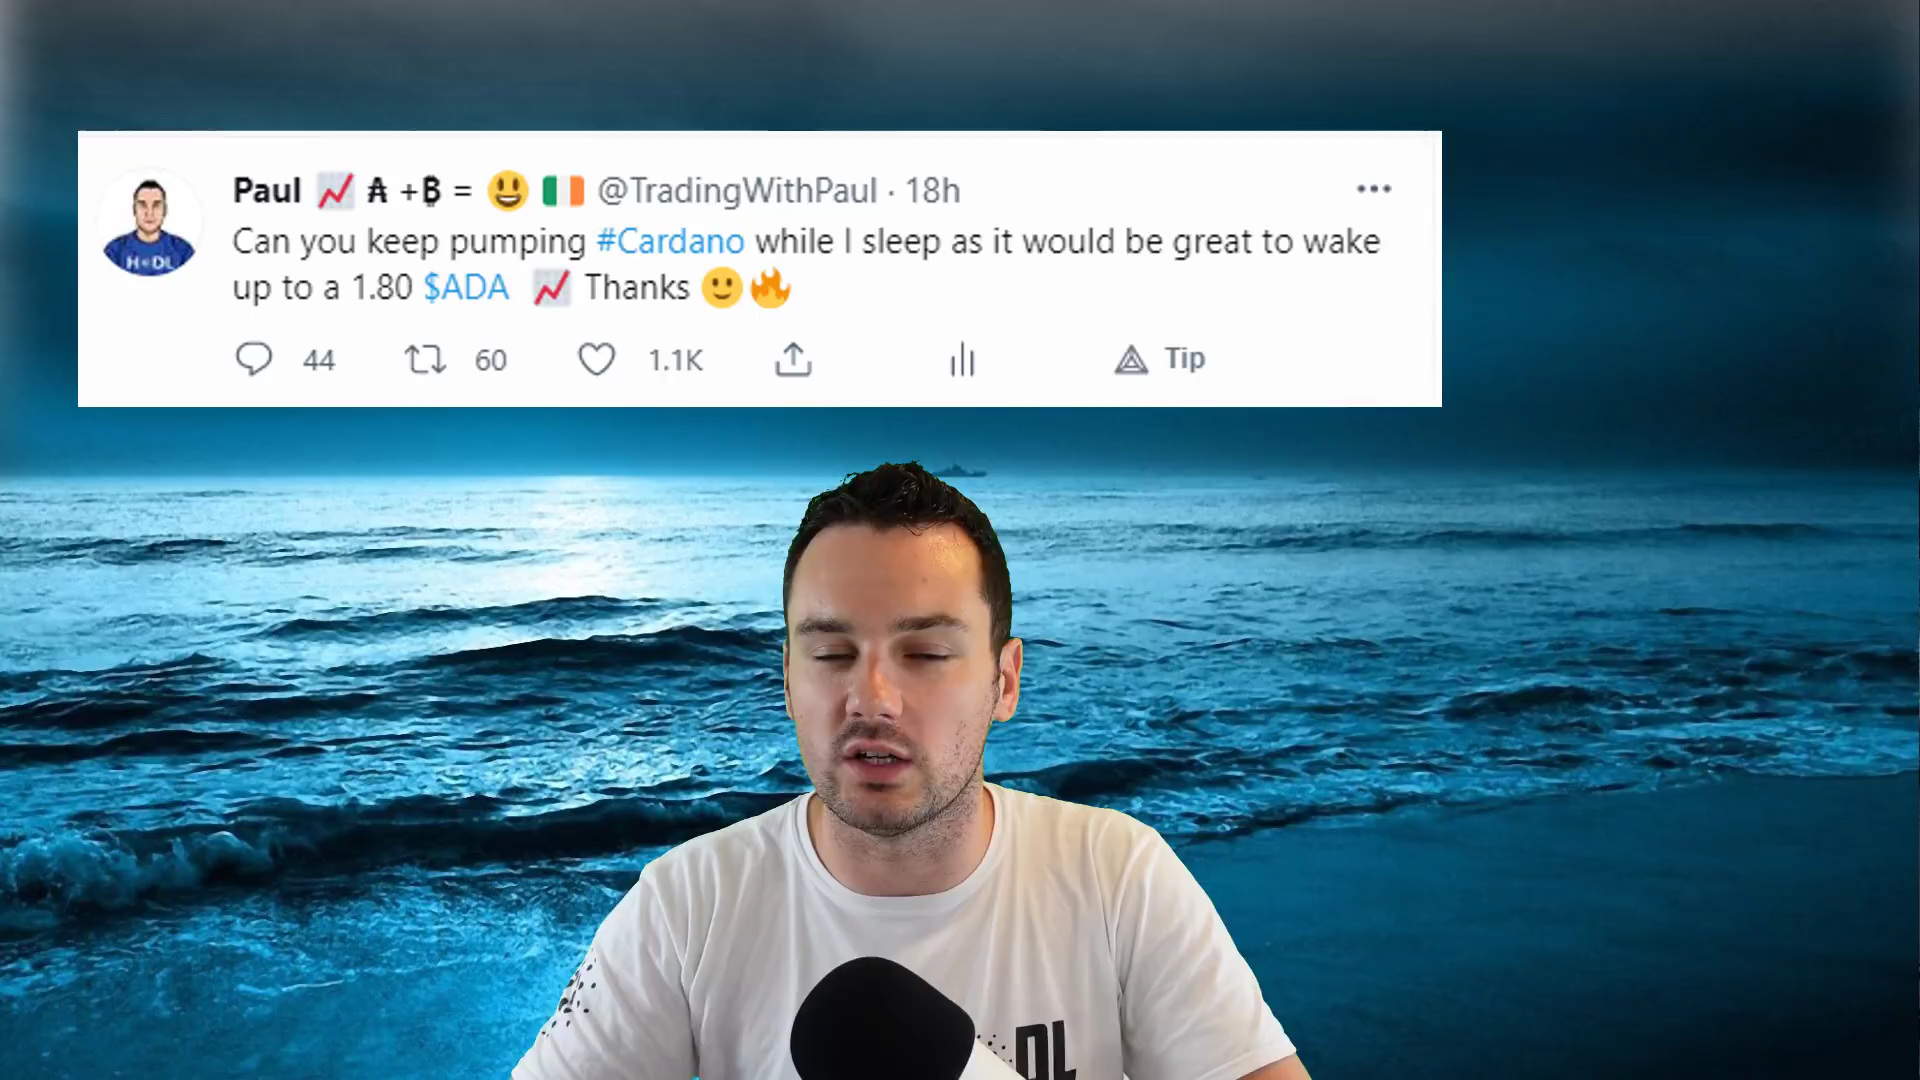 Paul 📈 ₳ +₿ = 😃 🇮🇪 @TradingWithPaul · 18h
Can you keep pumping #Cardano while I sleep as it would be great to wake
up to a 1.80 $ADA 📈 Thanks 🙂🔥
44 60 1.1K Tip